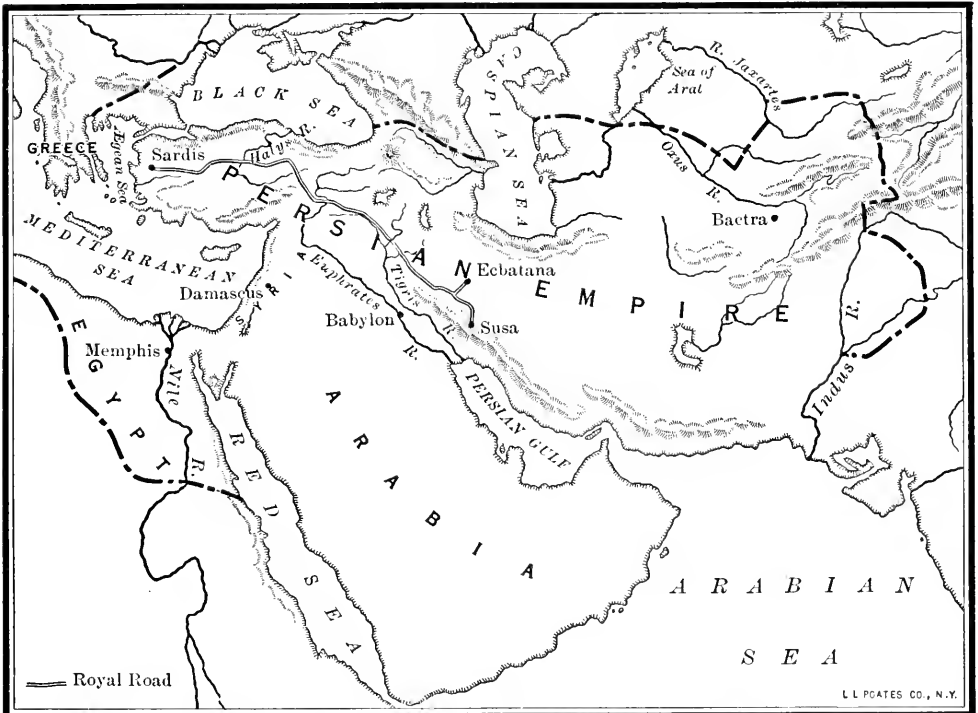 BLACK SEA
CASPIAN SEA
Sea of Aral
R. Jaxartes
Oxus R.
GREECE
Ægean Sea
Sardis
Halys R.
PERSIAN EMPIRE
Bactra
MEDITERRANEAN SEA
Damascus
SYRIA
Euphrates R.
Tigris R.
Ecbatana
Babylon
Susa
Indus R.
EGYPT
Memphis
Nile R.
RED SEA
ARABIA
PERSIAN GULF
ARABIAN
SEA
Royal Road
L L POATES CO., N.Y.